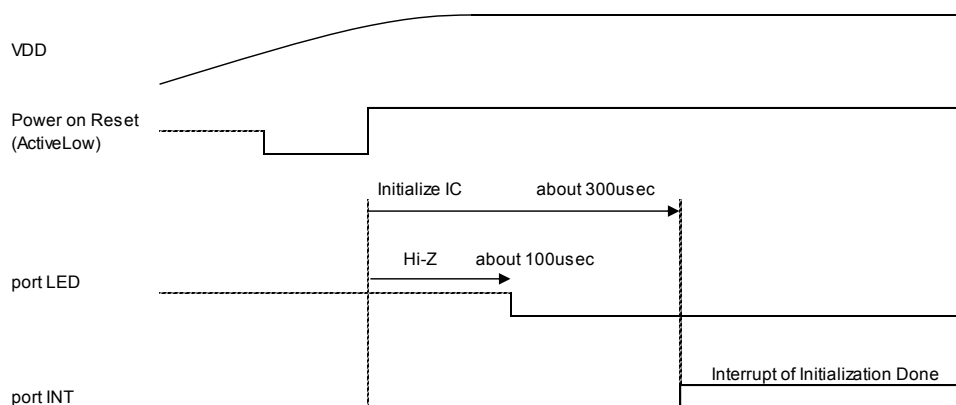 VDD
Power on Reset
(ActiveLow)
Initialize IC about 300usec
Hi-Z about 100usec
port LED
Interrupt of Initialization Done
port INT